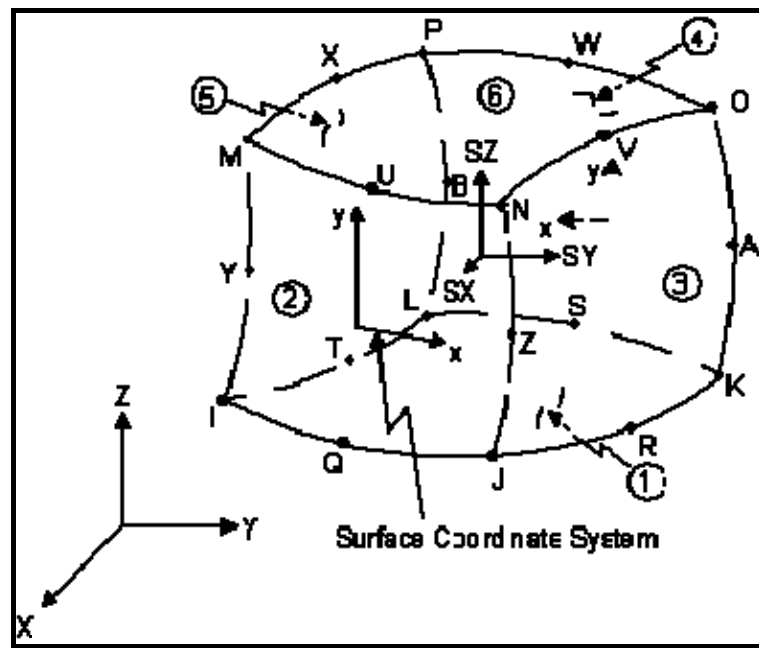 P
W
④
X
⑤
⑥
O
M
V
SZ
U
B
y
N
y
x
A
SY
Y
②
SX
③
L
S
T
x
Z
K
Z
I
Q
J
R
①
Y
Surface Coordinate System
X